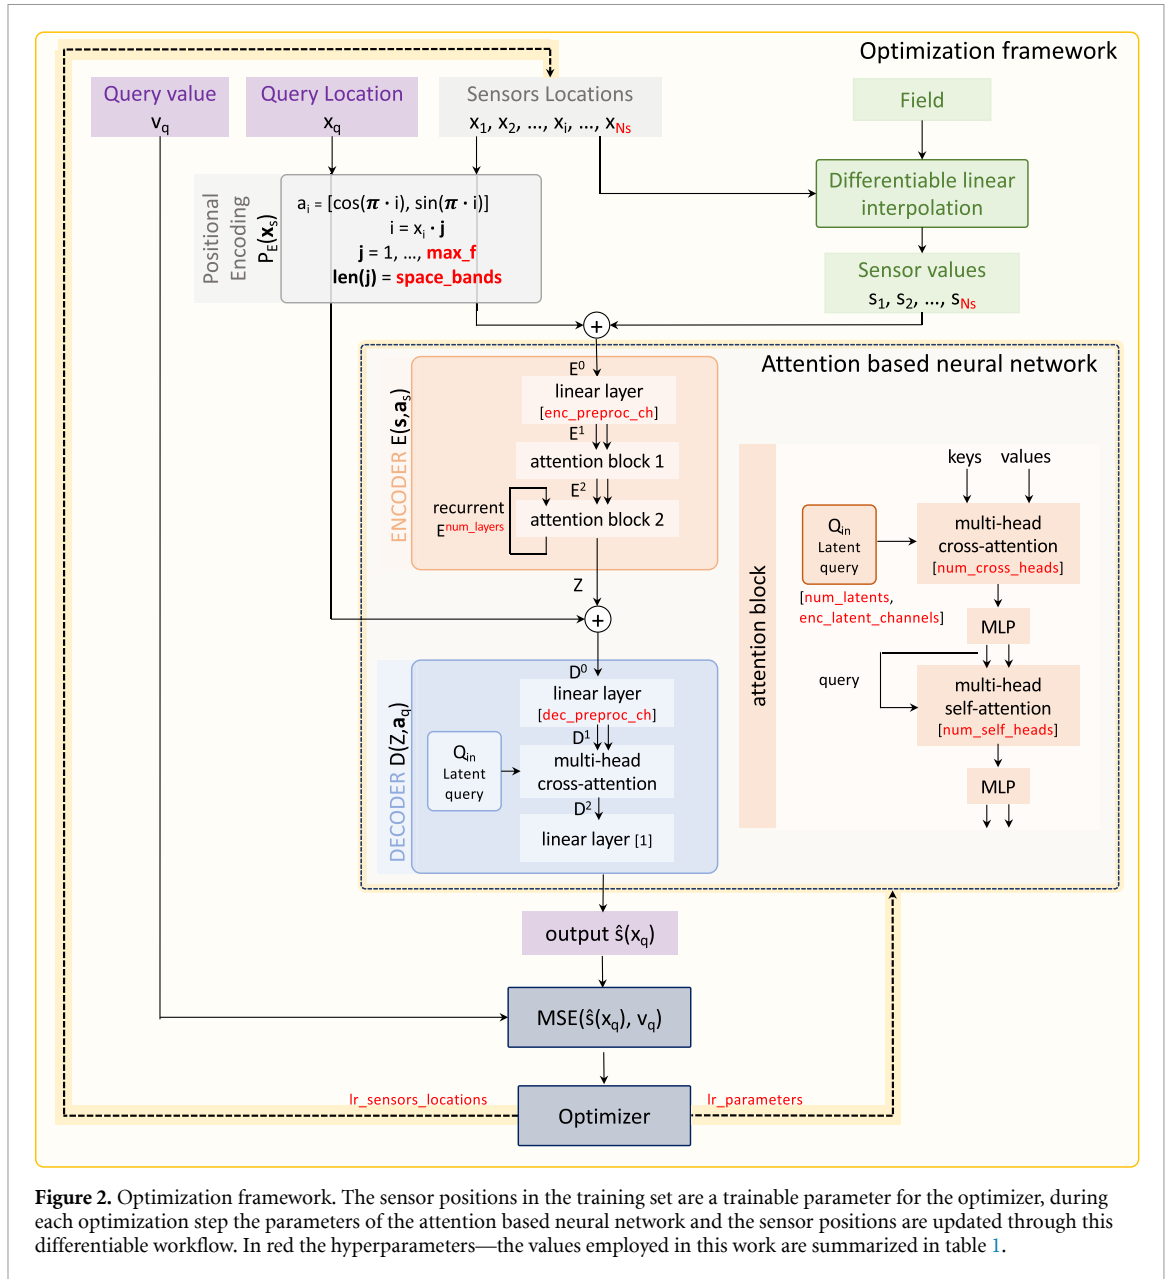 Optimization framework
Query value
v_q
Query Location
x_q
Sensors Locations
x_1, x_2, ..., x_i, ..., x_Ns
Field
Differentiable linear
interpolation
Sensor values
s_1, s_2, ..., s_Ns
Positional
Encoding
P_E(x_s)
a_i = [cos(π · i), sin(π · i)]
i = x_i · j
j = 1, ..., max_f
len(j) = space_bands
+
Attention based neural network
ENCODER E(s,a_s)
E^0
linear layer
[enc_preproc_ch]
E^1
attention block 1
E^2
attention block 2
recurrent
E^num_layers
Z
+
DECODER D(Z,a_q)
D^0
linear layer
[dec_preproc_ch]
D^1
Q_in
Latent
query
multi-head
cross-attention
D^2
linear layer [1]
attention block
keys values
Q_in
Latent
query
[num_latents,
enc_latent_channels]
multi-head
cross-attention
[num_cross_heads]
MLP
query
multi-head
self-attention
[num_self_heads]
MLP
output ŝ(x_q)
MSE(ŝ(x_q), v_q)
lr_sensors_locations
Optimizer
lr_parameters
Figure 2. Optimization framework. The sensor positions in the training set are a trainable parameter for the optimizer, during
each optimization step the parameters of the attention based neural network and the sensor positions are updated through this
differentiable workflow. In red the hyperparameters—the values employed in this work are summarized in table 1.